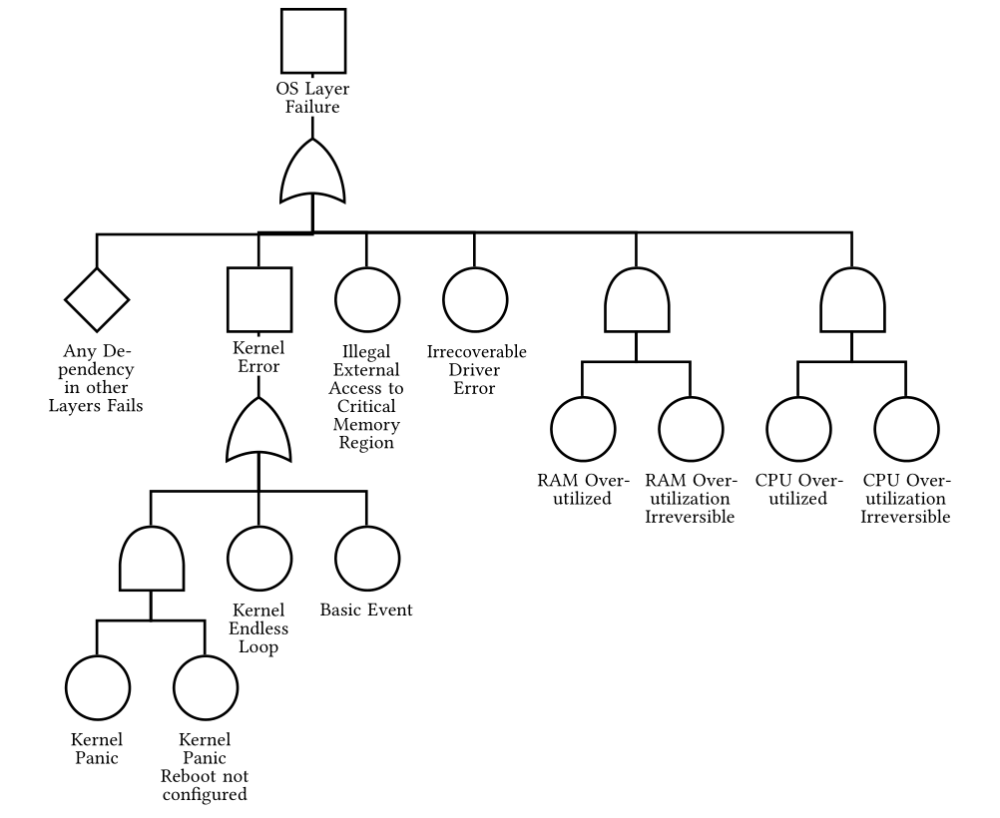 OS Layer
Failure
Any De-
pendency
in other
Layers Fails
Kernel
Error
Illegal
External
Access to
Critical
Memory
Region
Irrecoverable
Driver
Error
RAM Over-
utilized
RAM Over-
utilization
Irreversible
CPU Over-
utilized
CPU Over-
utilization
Irreversible
Kernel
Endless
Loop
Basic Event
Kernel
Panic
Kernel
Panic
Reboot not
configured